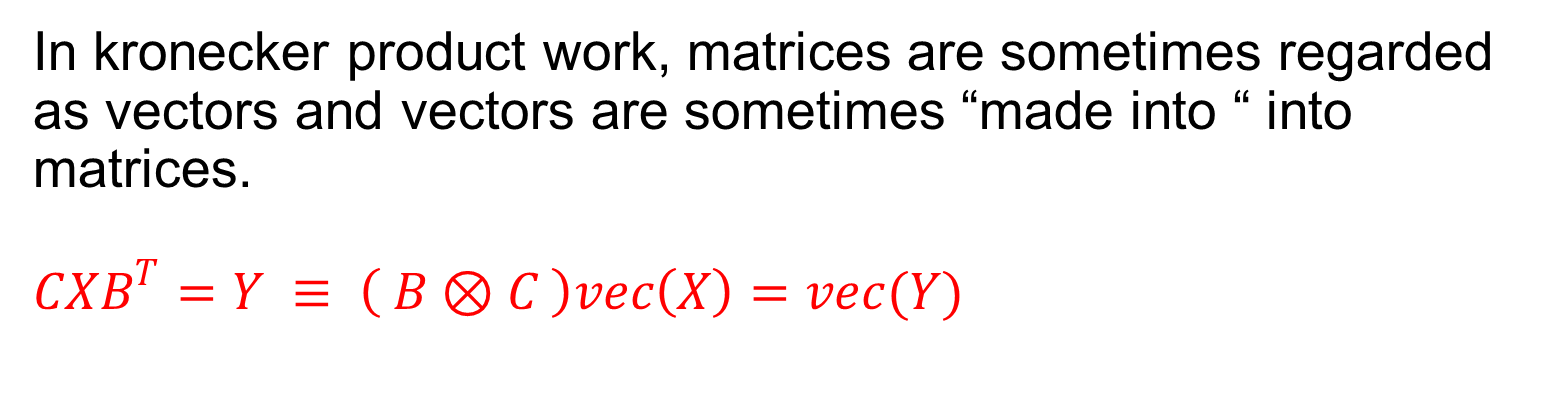 In kronecker product work, matrices are sometimes regarded
as vectors and vectors are sometimes “made into “ into
matrices.
CXBᵀ = Y ≡ ( B ⊗ C )vec(X) = vec(Y)